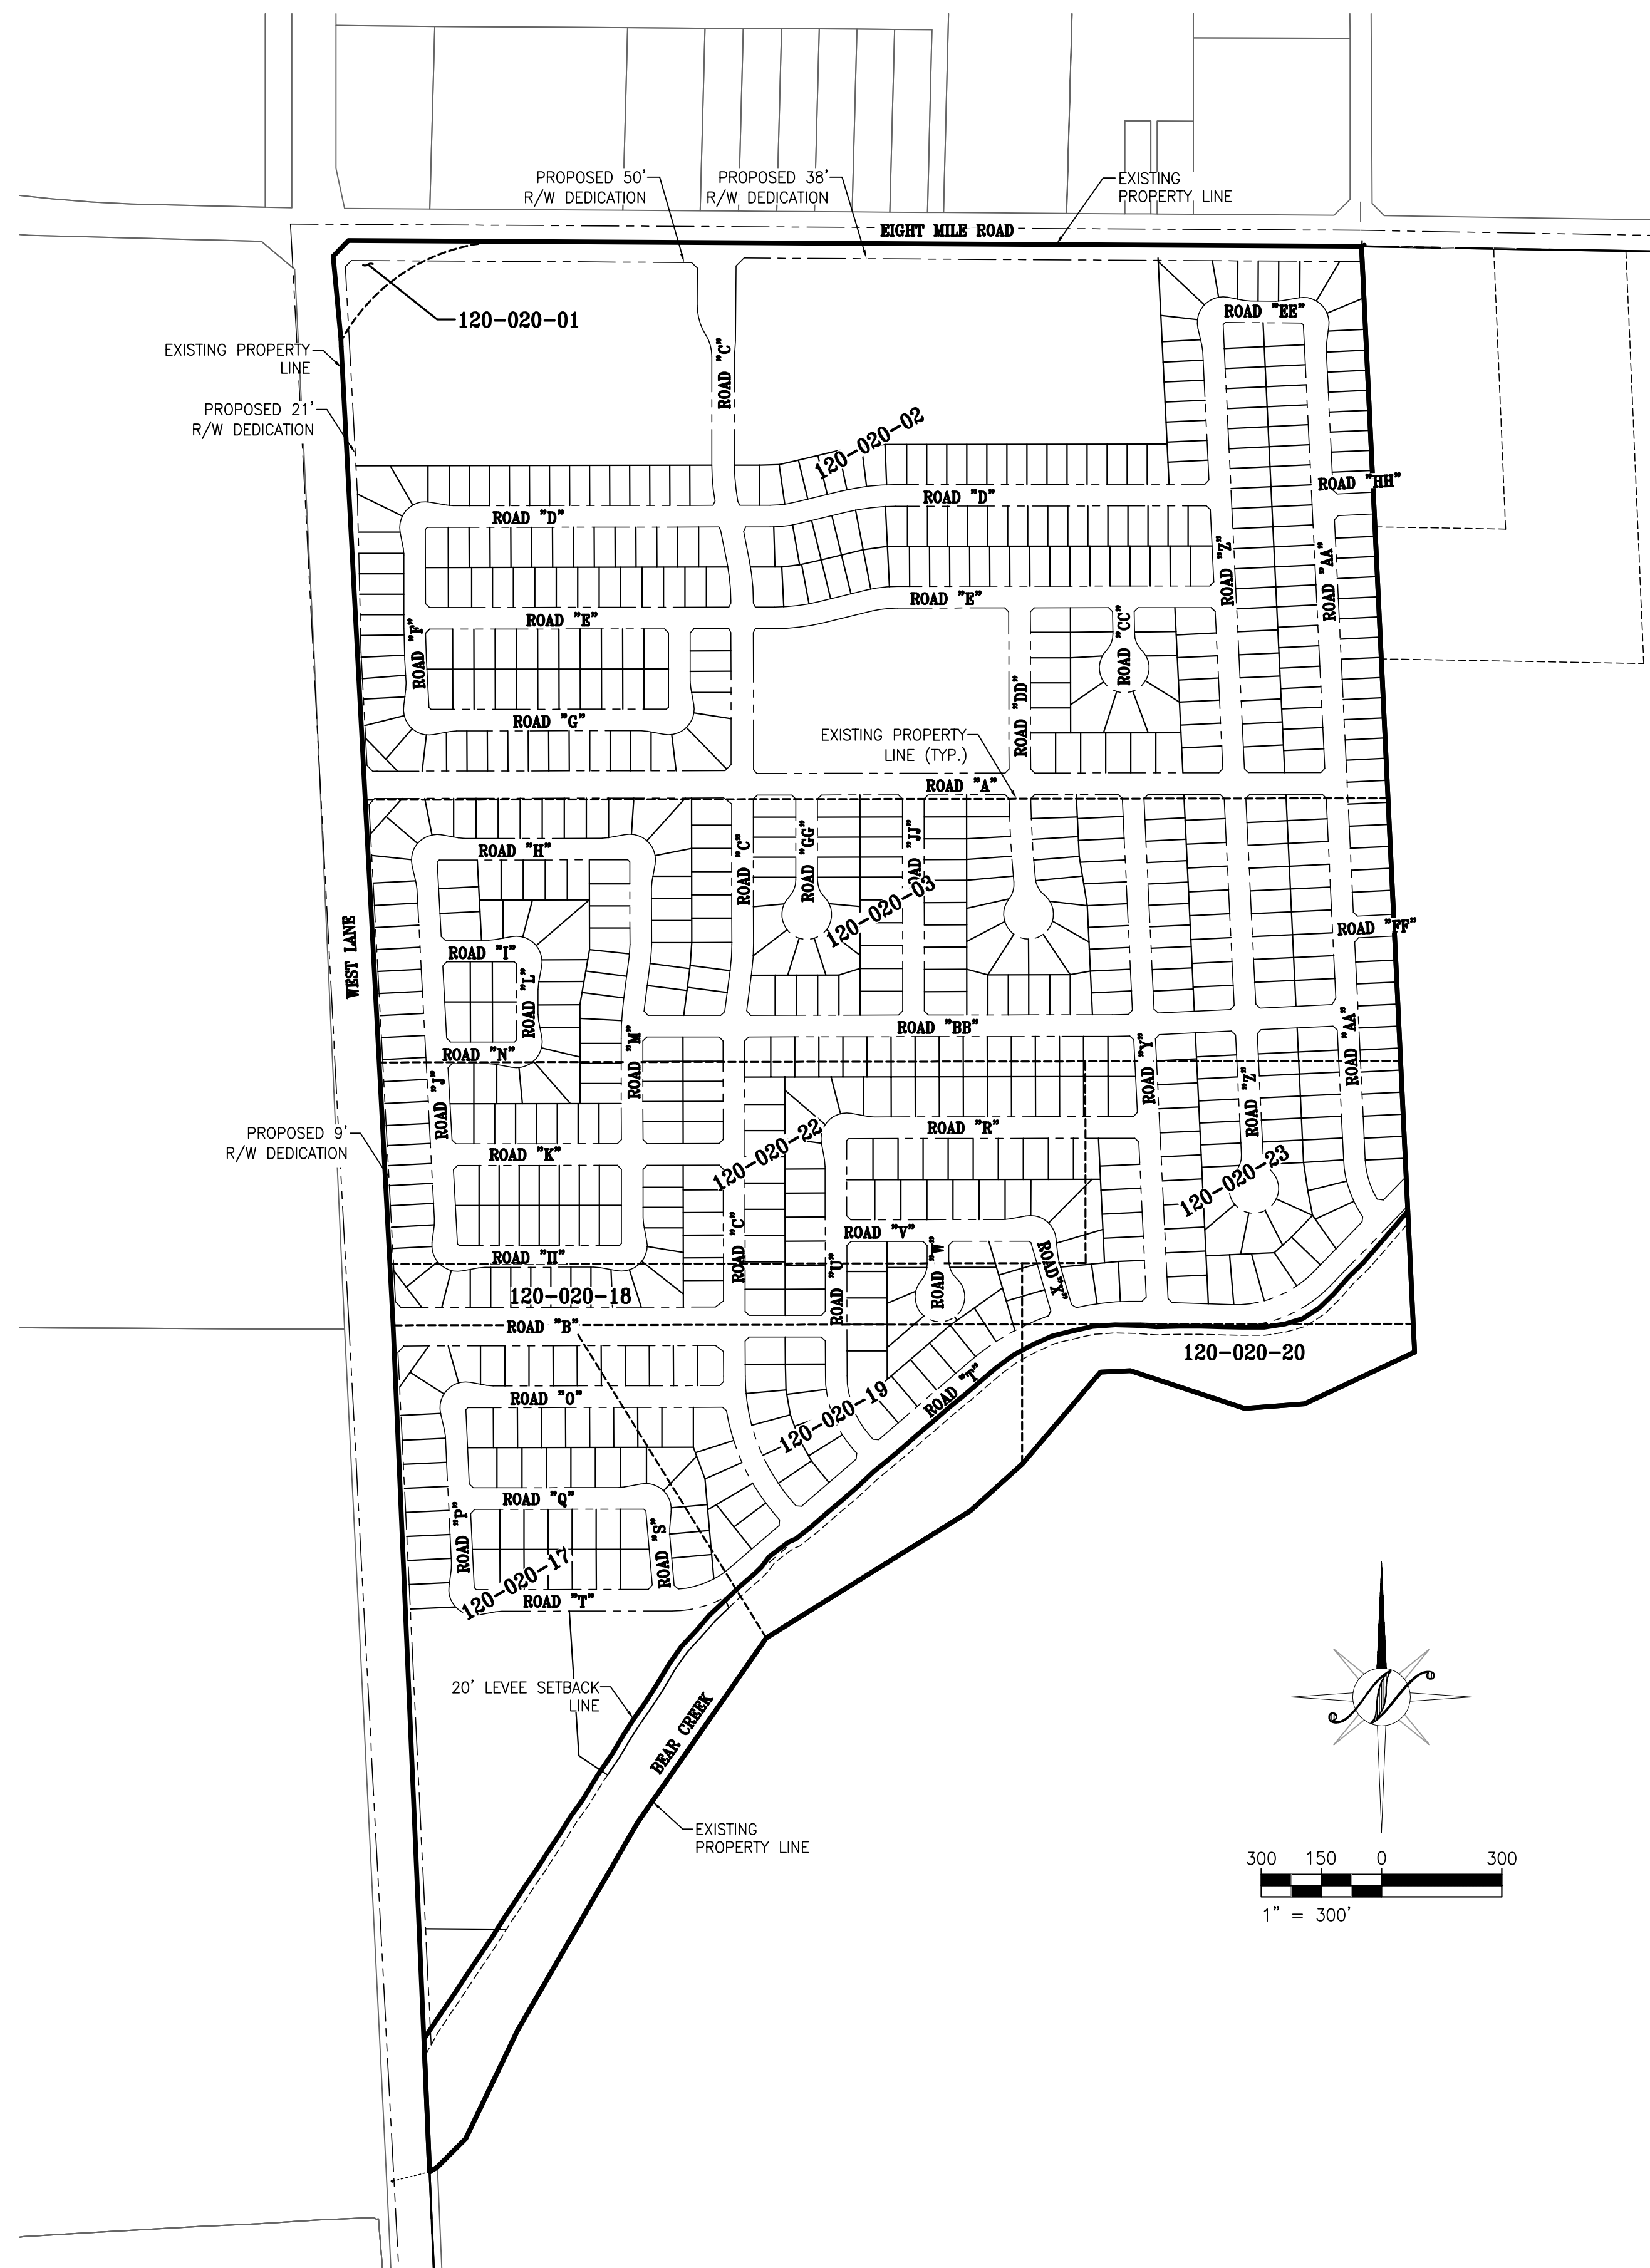 PROPOSED 50'
R/W DEDICATION
PROPOSED 38'
R/W DEDICATION
EXISTING
PROPERTY LINE
EIGHT MILE ROAD
120-020-01
ROAD "EE"
EXISTING PROPERTY
LINE
ROAD "C"
PROPOSED 21'
R/W DEDICATION
120-020-02
ROAD "HH"
ROAD "D"
ROAD "D"
ROAD "Z"
ROAD "AA"
ROAD "E"
ROAD "E"
ROAD "F"
ROAD "CC"
ROAD "DD"
ROAD "G"
EXISTING PROPERTY
LINE (TYP.)
ROAD "A"
ROAD "H"
ROAD "C"
ROAD "GG"
ROAD "JJ"
120-020-03
ROAD "FF"
WEST LANE
ROAD "I"
ROAD "L"
ROAD "BB"
ROAD "N"
ROAD "M"
ROAD "Y"
ROAD "AA"
ROAD "J"
ROAD "Z"
PROPOSED 9'
R/W DEDICATION
ROAD "R"
ROAD "K"
120-020-22
120-020-23
ROAD "V"
ROAD "C"
ROAD "II"
ROAD "U"
ROAD "W"
ROAD "X"
120-020-18
ROAD "B"
120-020-20
ROAD "O"
ROAD "T"
120-020-19
ROAD "Q"
ROAD "P"
ROAD "S"
120-020-17
ROAD "T"
20' LEVEE SETBACK
LINE
BEAR CREEK
EXISTING
PROPERTY LINE
300 150 0 300
1" = 300'